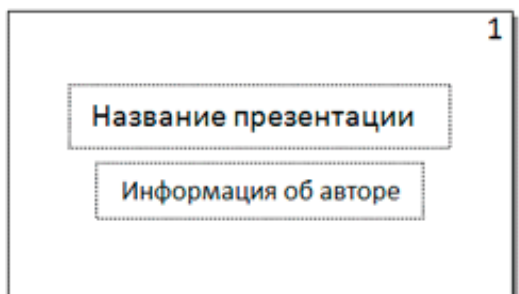 1
Название презентации
Информация об авторе